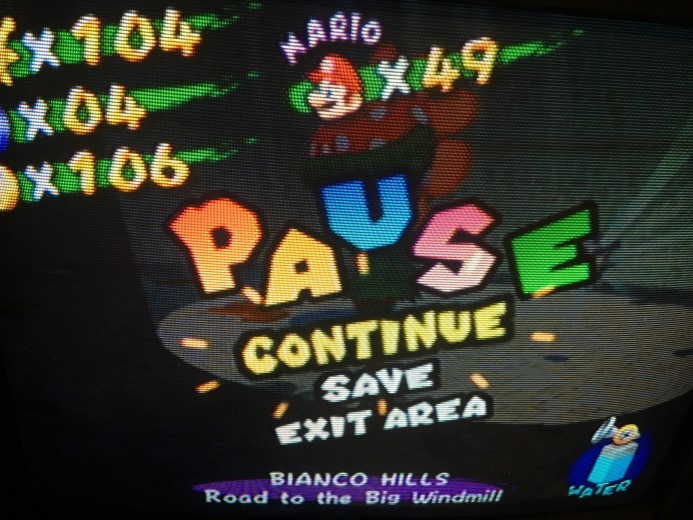 x104
MARIO
x49
x04
x106
PAUSE
CONTINUE
SAVE
EXIT AREA
BIANCO HILLS
Road to the Big Windmill
WATER